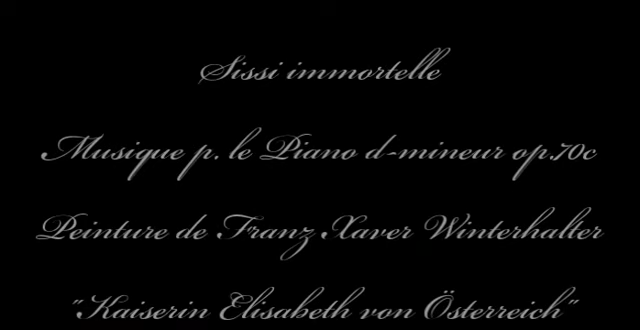 Sissi immortelle
Musique p. le Piano d-mineur op.70c
Peinture de Franz Xaver Winterhalter
"Kaiserin Elisabeth von Österreich"